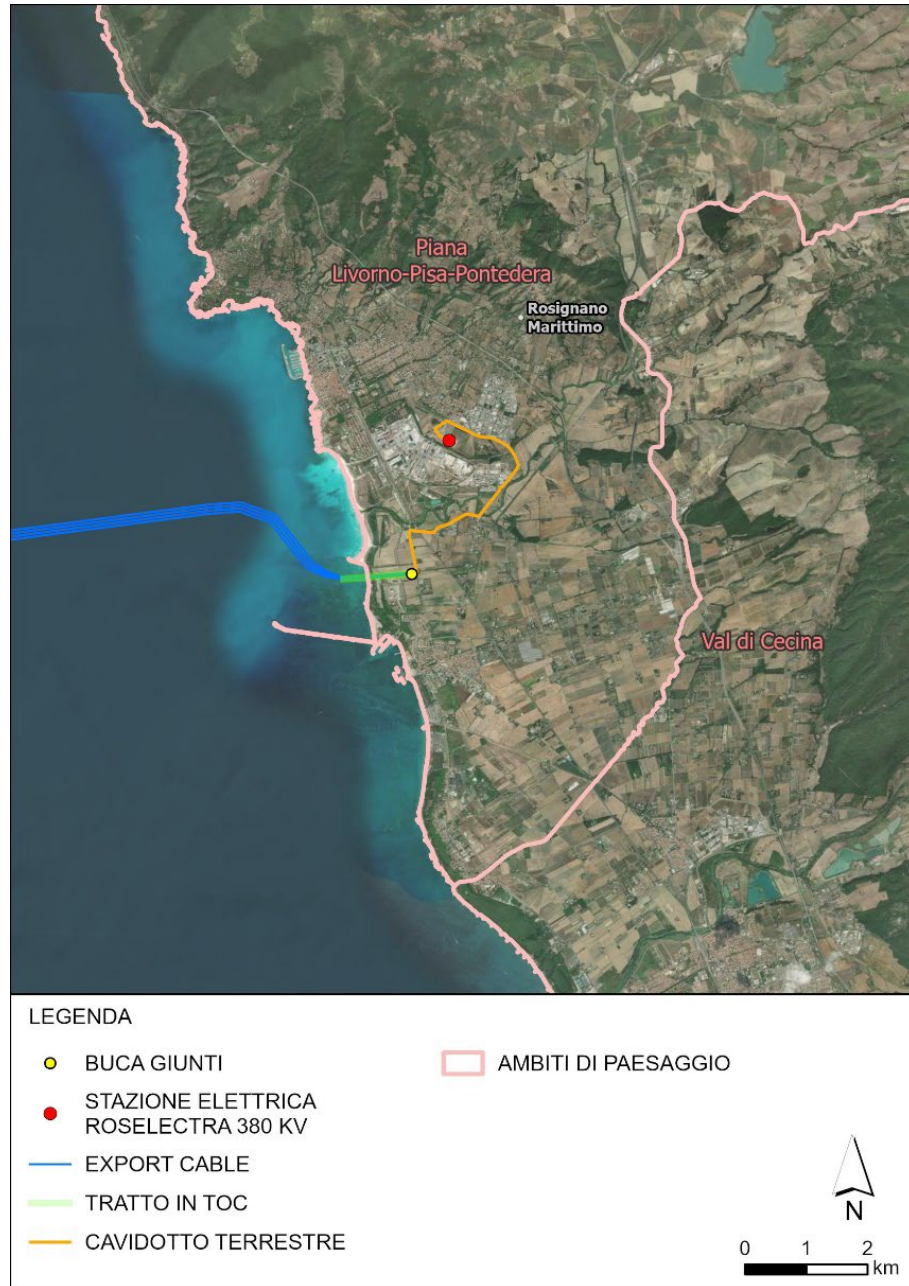 Piana
Livorno-Pisa-Pontedera
Rosignano
Marittimo
Val di Cecina
LEGENDA
BUCA GIUNTI
STAZIONE ELETTRICA
ROSELECTRA 380 KV
EXPORT CABLE
TRATTO IN TOC
CAVIDOTTO TERRESTRE
AMBITI DI PAESAGGIO
N
0 1 2
km